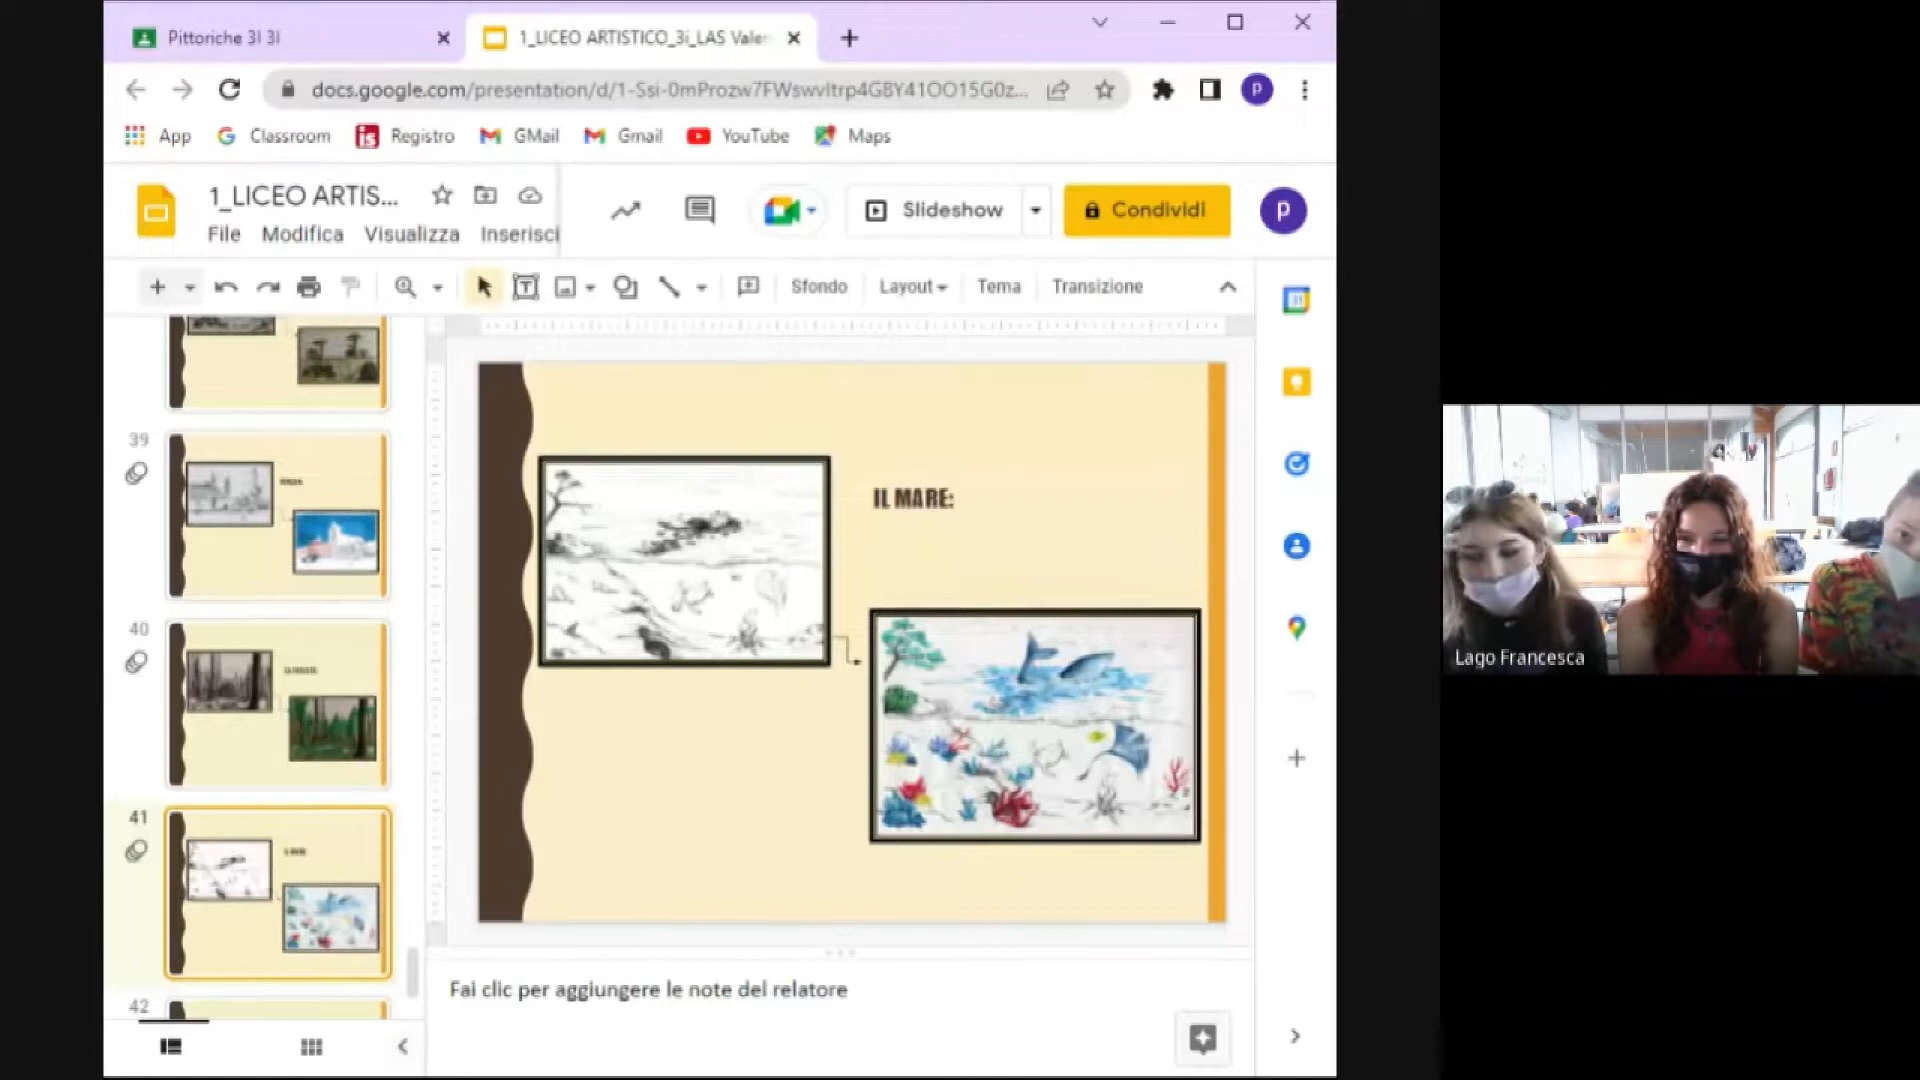 Pittoriche 3I 3I
1_LICEO ARTISTICO_3i_LAS Valer
docs.google.com/presentation/d/1-Ssi-0mProzw7FWswvltrp4GBY41OO15G0z...
P
App
Classroom
Registro
GMail
Gmail
YouTube
Maps
1_LICEO ARTIS...
Slideshow
Condividi
P
File
Modifica
Visualizza
Inserisci
Sfondo
Layout
Tema
Transizione
39
40
41
42
IL MARE:
Fai clic per aggiungere le note del relatore
Lago Francesca